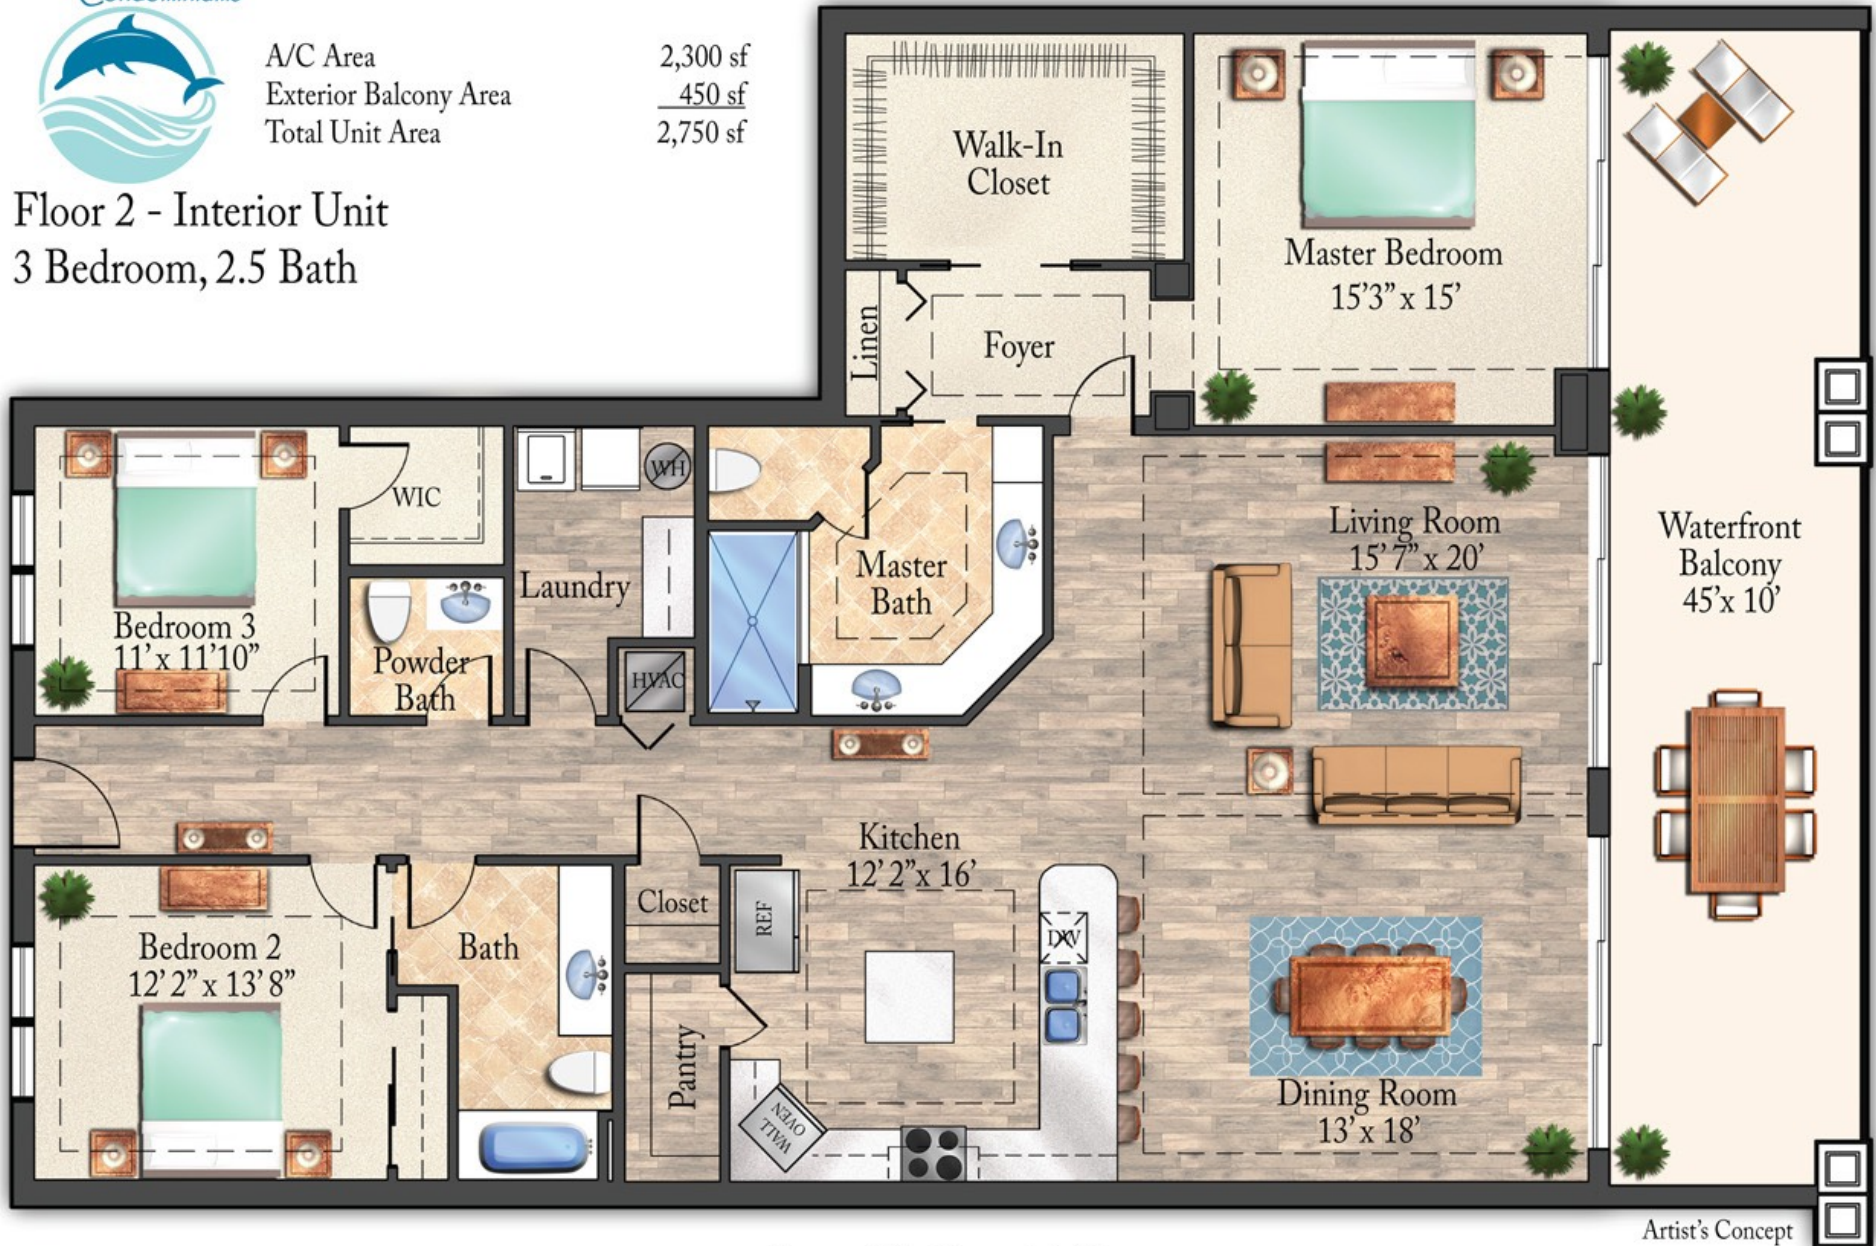 Condominiums
A/C Area 2,300 sf
Exterior Balcony Area 450 sf
Total Unit Area 2,750 sf
Floor 2 - Interior Unit
3 Bedroom, 2.5 Bath
Walk-In
Closet
Master Bedroom
15'3" x 15'
Linen
Foyer
WIC
WH
Living Room
15' 7" x 20'
Waterfront
Balcony
45' x 10'
Laundry
Master
Bath
Bedroom 3
11' x 11'10"
Powder
Bath
HVAC
Kitchen
12' 2" x 16'
Closet
REF
DW
Bedroom 2
12' 2" x 13' 8"
Bath
Pantry
WALL
OVEN
Dining Room
13' x 18'
Artist's Concept